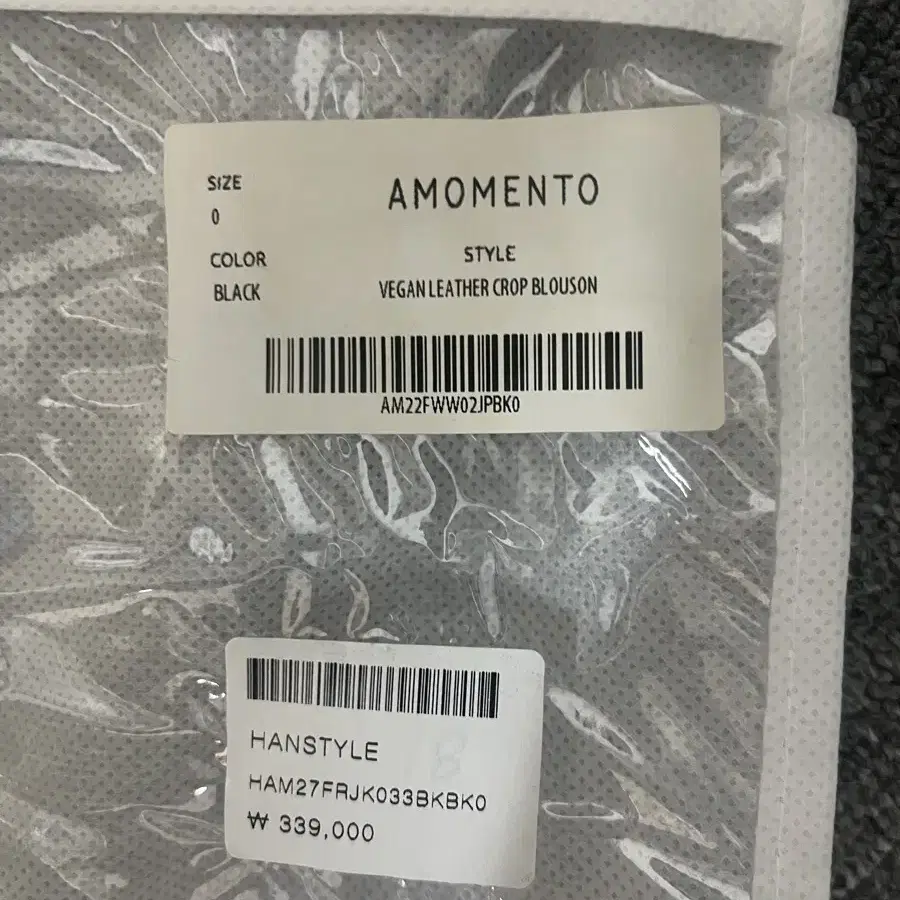 SIZE
0
COLOR
BLACK
AMOMENTO
STYLE
VEGAN LEATHER CROP BLOUSON
AM22FWW02JPBK0
HANSTYLE
HAM27FRJK033BKBK0
₩ 339,000